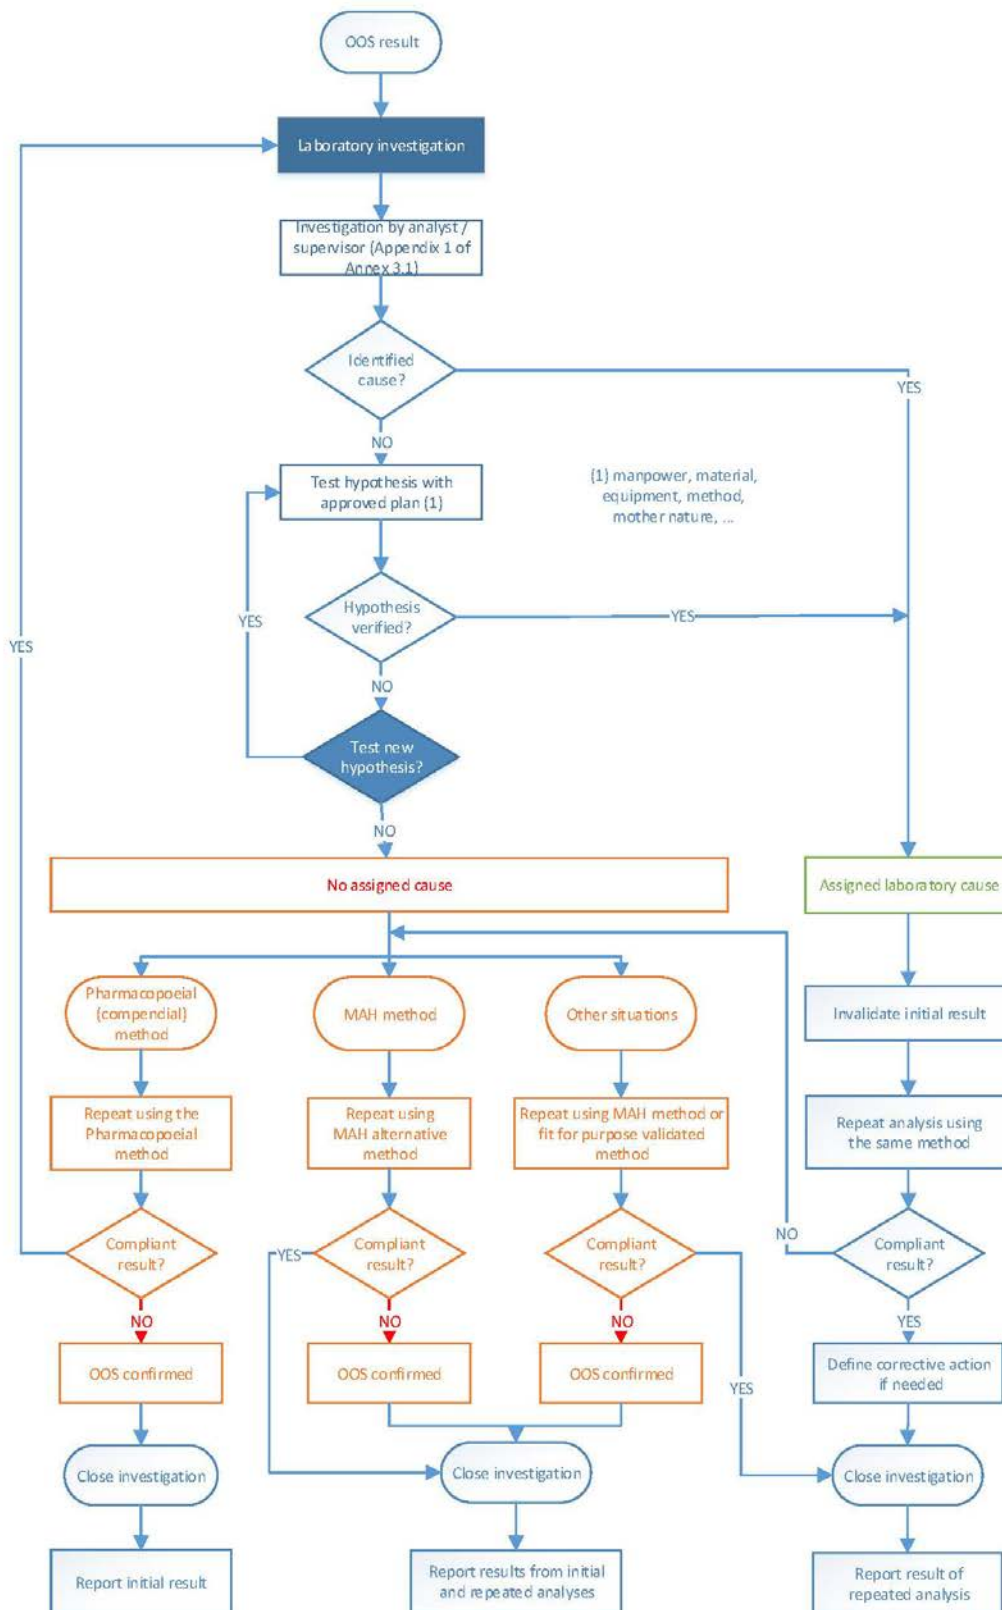 OOS result
Laboratory investigation
Investigation by analyst /
supervisor (Appendix 1 of
Annex 3.1)
Identified
cause?
YES
NO
Test hypothesis with
approved plan (1)
(1) manpower, material,
equipment, method,
mother nature, ...
Hypothesis
verified?
YES
YES
YES
NO
Test new
hypothesis?
NO
No assigned cause
Assigned laboratory cause
Pharmacopoeial
(compendial)
method
MAH method
Other situations
Invalidate initial result
Repeat using the
Pharmacopoeial
method
Repeat using
MAH alternative
method
Repeat using MAH method or
fit for purpose validated
method
Repeat analysis using
the same method
Compliant
result?
YES
Compliant
result?
Compliant
result?
NO
Compliant
result?
NO
NO
NO
YES
OOS confirmed
OOS confirmed
OOS confirmed
YES
Define corrective action
if needed
Close investigation
Close investigation
Close investigation
Report initial result
Report results from initial
and repeated analyses
Report result of
repeated analysis